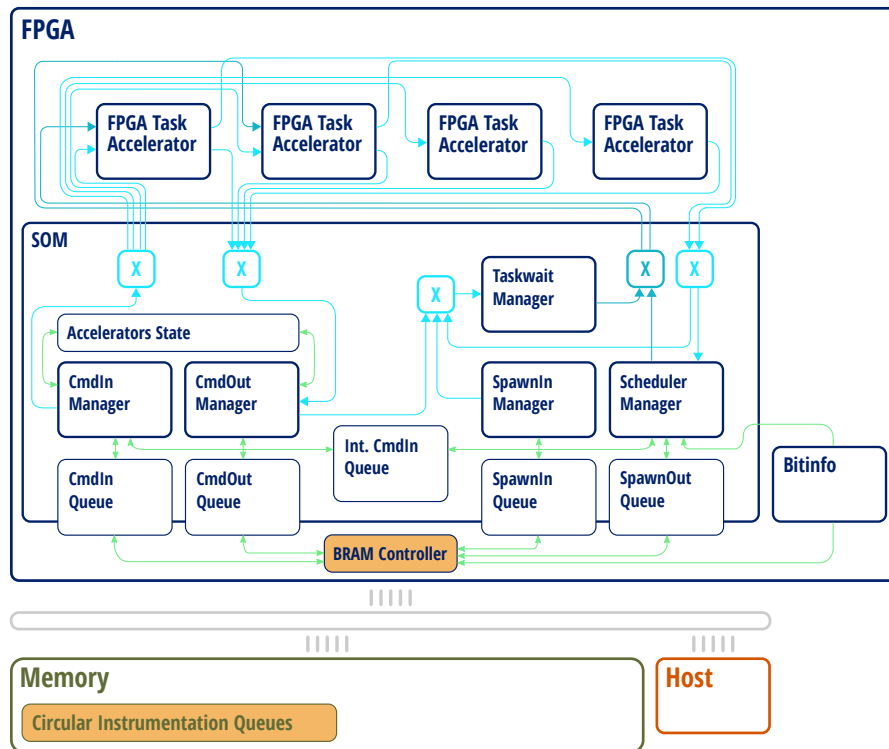 FPGA
FPGA Task
Accelerator
FPGA Task
Accelerator
FPGA Task
Accelerator
FPGA Task
Accelerator
SOM
X
X
X
X
X
Taskwait
Manager
Accelerators State
CmdIn
Manager
CmdOut
Manager
SpawnIn
Manager
Scheduler
Manager
Int. CmdIn
Queue
CmdIn
Queue
CmdOut
Queue
SpawnIn
Queue
SpawnOut
Queue
Bitinfo
BRAM Controller
Memory
Circular Instrumentation Queues
Host